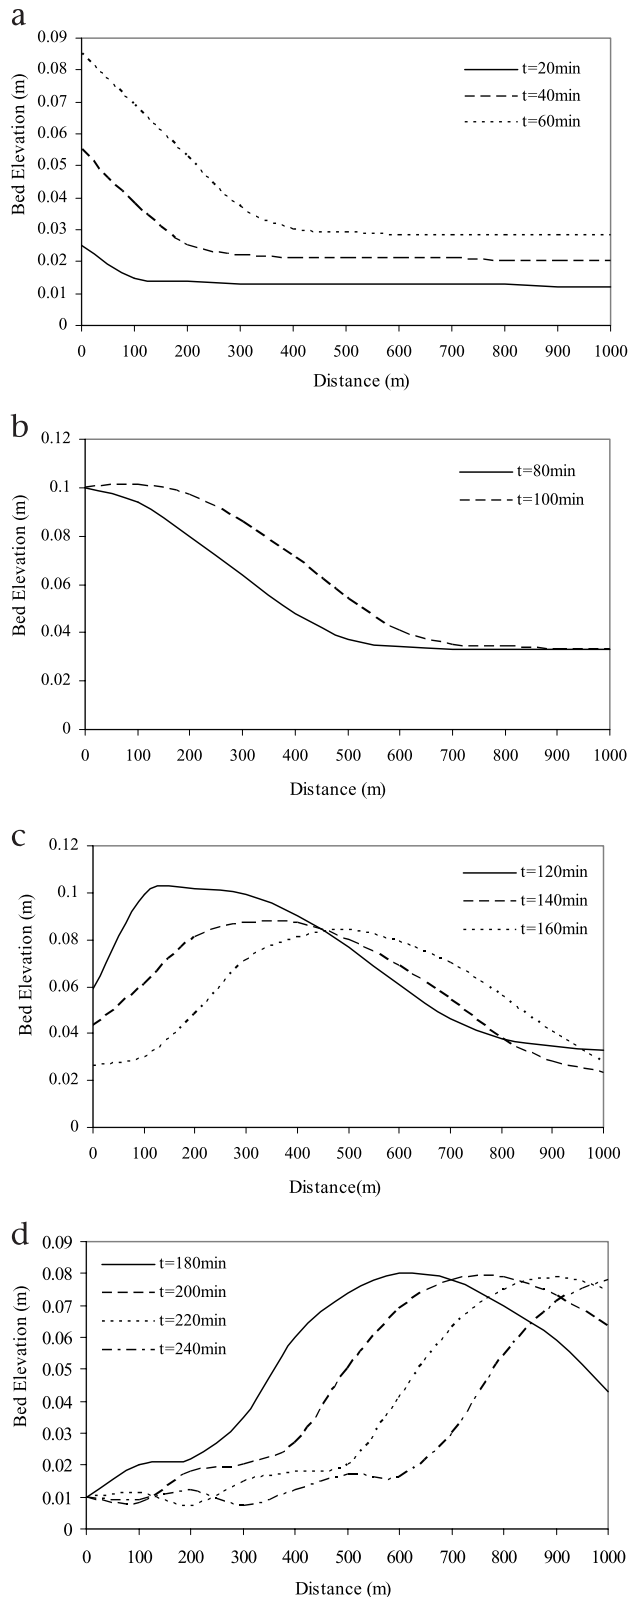 a
0.09
0.08
0.07
0.06
0.05
0.04
0.03
0.02
0.01
0
Bed Elevation (m)
t=20min
t=40min
t=60min
0 100 200 300 400 500 600 700 800 900 1000
Distance (m)
b
0.12
0.1
0.08
0.06
0.04
0.02
0
Bed Elevation (m)
t=80min
t=100min
0 100 200 300 400 500 600 700 800 900 1000
Distance (m)
c
0.12
0.1
0.08
0.06
0.04
0.02
0
Bed Elevation (m)
t=120min
t=140min
t=160min
0 100 200 300 400 500 600 700 800 900 1000
Distance(m)
d
0.09
0.08
0.07
0.06
0.05
0.04
0.03
0.02
0.01
0
Bed Elevation (m)
t=180min
t=200min
t=220min
t=240min
0 100 200 300 400 500 600 700 800 900 1000
Distance (m)